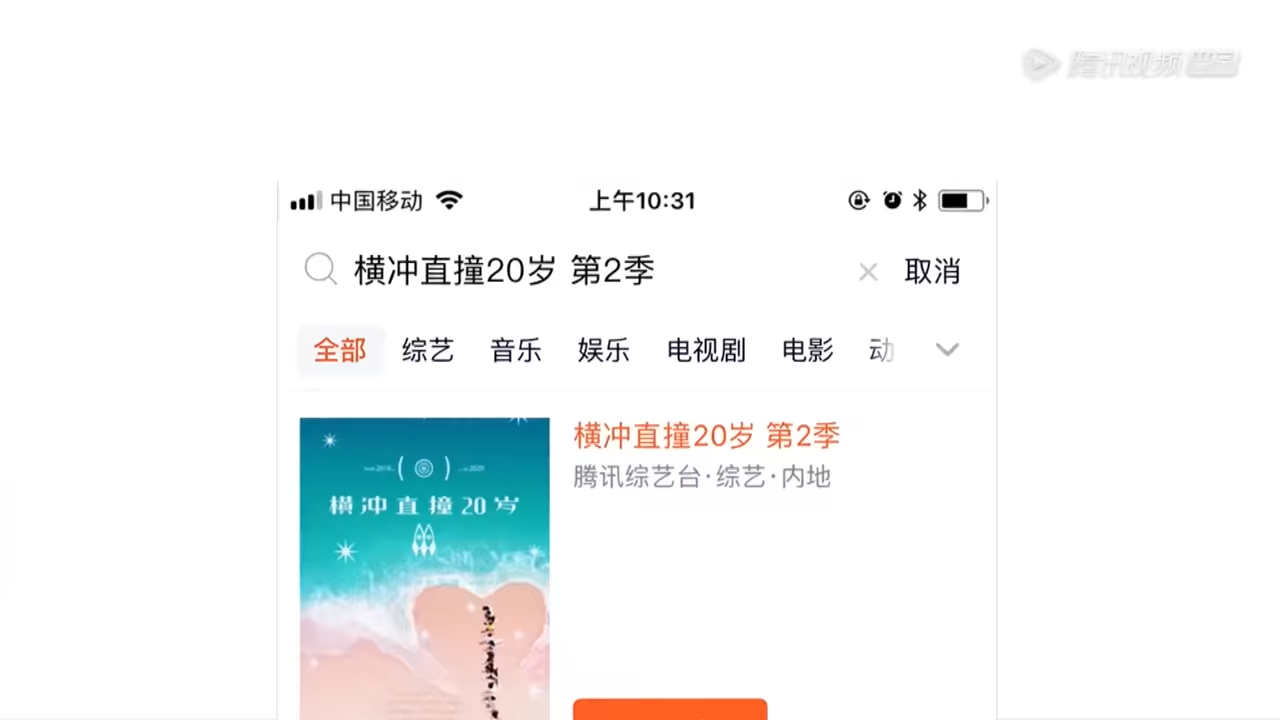 腾讯视频
中国移动
上午10:31
横冲直撞20岁 第2季
取消
全部 综艺 音乐 娱乐 电视剧 电影 动
横冲直撞20岁
横冲直撞20岁 第2季
腾讯综艺台·综艺·内地